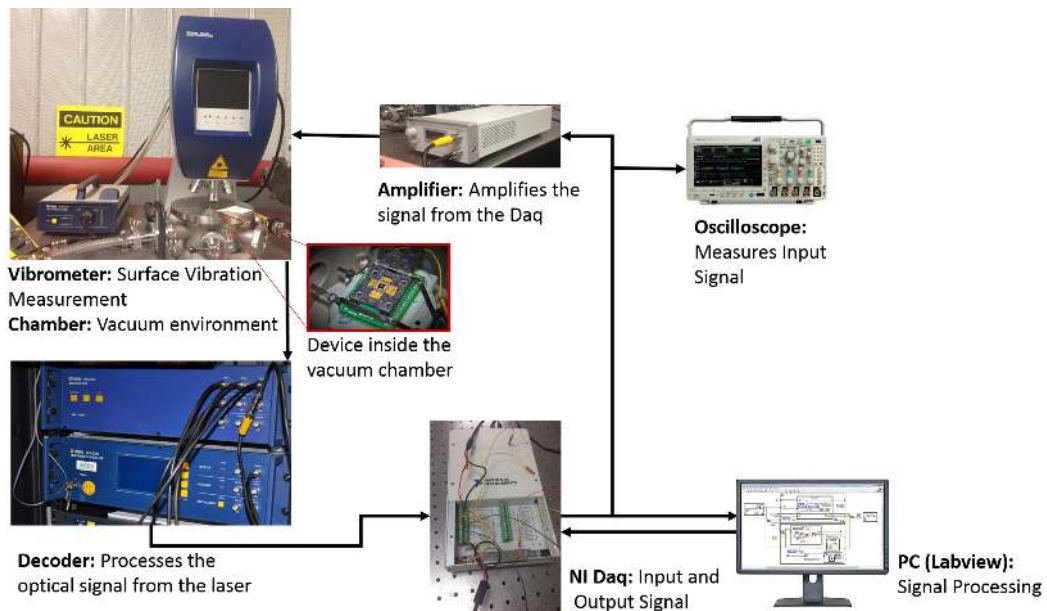 CAUTION
LASER
AREA
Amplifier: Amplifies the
signal from the Daq
Oscilloscope:
Measures Input
Signal
Vibrometer: Surface Vibration
Measurement
Chamber: Vacuum environment
Device inside the
vacuum chamber
Decoder: Processes the
optical signal from the laser
NI Daq: Input and
Output Signal
PC (Labview):
Signal Processing